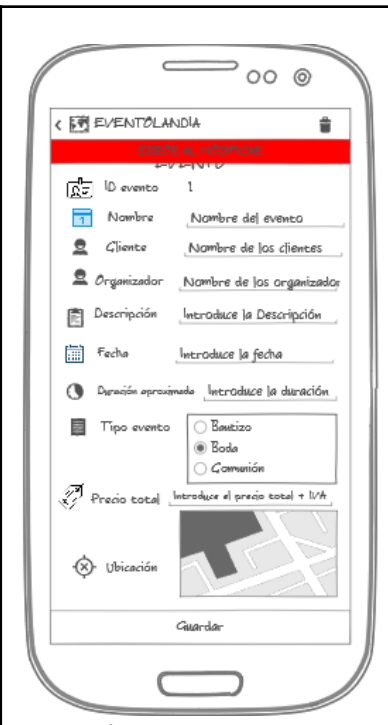 EVENTOLANDIA
ERROR AL MODIFICAR
EVENTO
ID evento 1
Nombre Nombre del evento
Cliente Nombre de los clientes
Organizador Nombre de los organizador
Descripción Introduce la Descripción
Fecha Introduce la fecha
Duración aproximada Introduce la duración
Tipo evento
Bautizo
Boda
Comunión
Precio total Introduce el precio total + IVA
Ubicación
Guardar